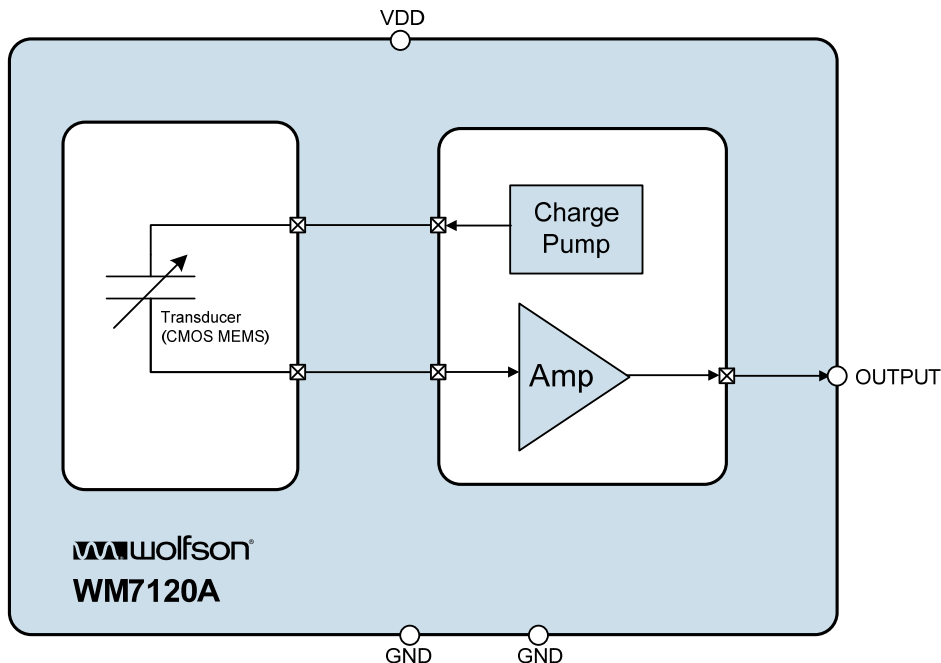 VDD
Charge
Pump
Transducer
(CMOS MEMS)
Amp
OUTPUT
wolfson®
WM7120A
GND
GND